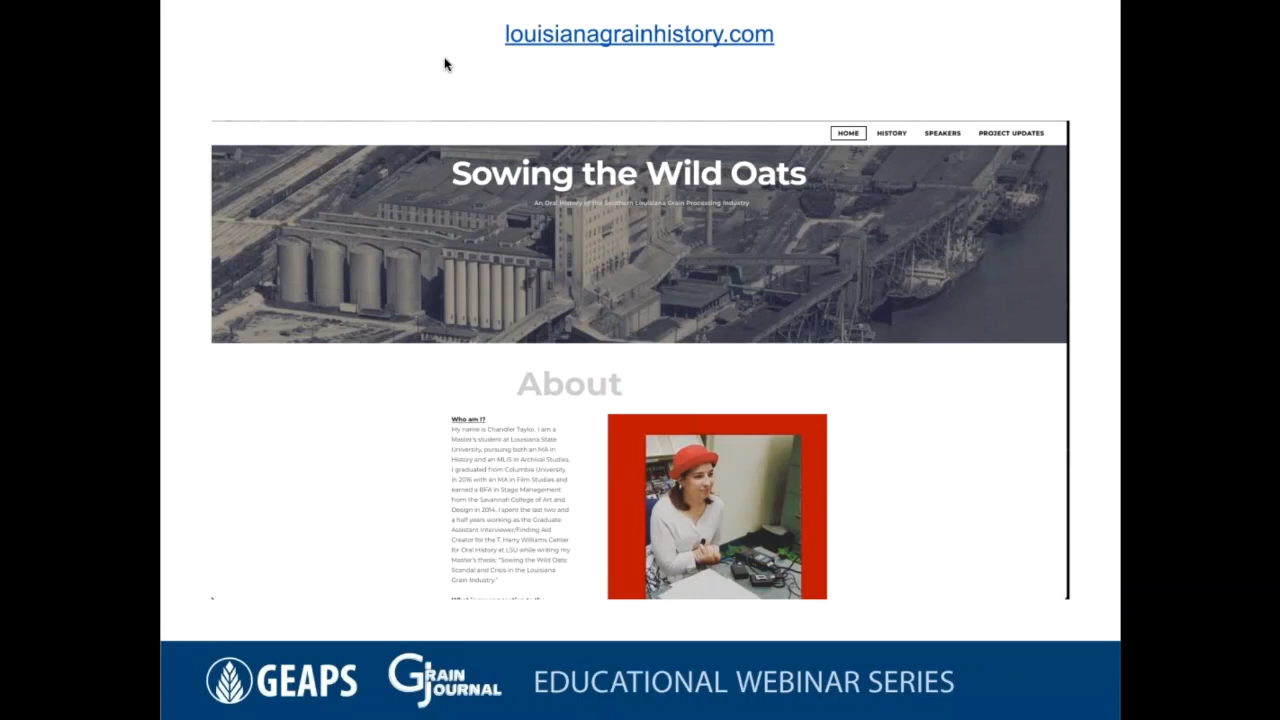 louisianagrainhistory.com
HOME HISTORY SPEAKERS PROJECT UPDATES
Sowing the Wild Oats
An Oral History of the Southern Louisiana Grain Processing Industry
About
Who am I?
My name is Chandler Taylor. I am a
Master's student at Louisiana State
University, pursuing both an MA in
History and an MLIS in Archival Studies.
I graduated from Columbia University
in 2016 with an MA in Film Studies and
earned a BFA in Stage Management
from the Savannah College of Art and
Design in 2014. I spent the last two and
a half years working as the Graduate
Assistant Interviewer/Finding Aid
Creator for the T. Harry Williams Center
for Oral History at LSU while writing my
Master's thesis: "Sowing the Wild Oats:
Scandal and Crisis in the Louisiana
Grain Industry."
GEAPS GRAIN JOURNAL EDUCATIONAL WEBINAR SERIES